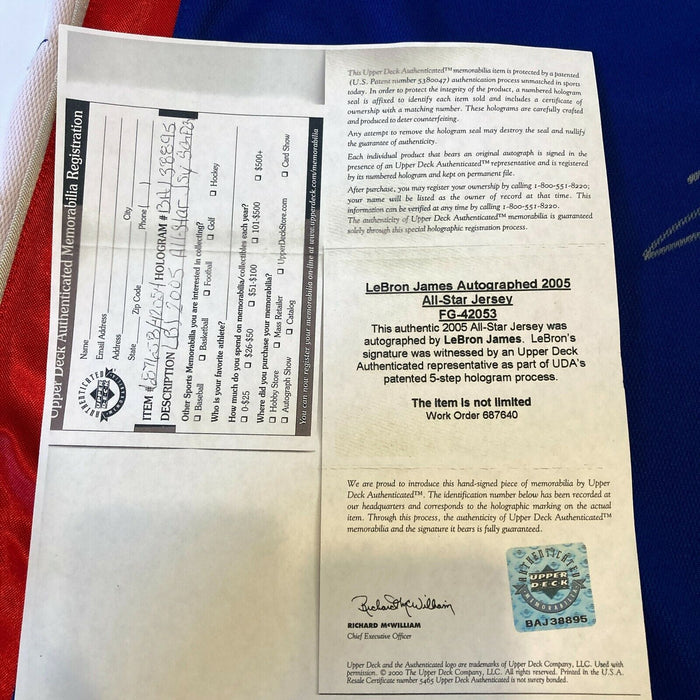 Upper Deck Authenticated Memorabilia Registration
Name
Email Address
Address
City
State
Zip Code
Phone ( )
ITEM # HOLOGRAM # BAJ 38895
DESCRIPTION LBJ 2005 All Star Jsy
Other Sports Memorabilia you are interested in collecting?
Baseball Basketball Football Golf Hockey
Who is your favorite athlete?
How much do you spend on memorabilia/collectibles each year?
0-$25 $26-$50 $51-$100 101-$500 $500+
Where did you purchase your memorabilia?
Hobby Store Mass Retailer UpperDeckStore.com Card Show
Autograph Show Catalog
You can now register your memorabilia on-line at www.upperdeck.com/memorabilia
This Upper Deck Authenticated™ memorabilia item is protected by a patented
(U.S. Patent number 5380047) authentication process unmatched in sports
today. In order to protect the integrity of the product, a numbered hologram
seal is affixed to identify each item sold and includes a certificate of
ownership with a matching number. These holograms are carefully crafted
and produced to deter counterfeiting.
Any attempt to remove the hologram seal may destroy the seal and nullify
the guarantee of authenticity.
Each individual product that bears an original autograph is signed in the
presence of an Upper Deck Authenticated™ representative and is registered
by its numbered hologram and kept on permanent file.
After purchase, you may register your ownership by calling 1-800-551-8220;
your name will be listed as the owner of record at that time. This
information can be verified at any time by calling 1-800-551-8220.
The authenticity of Upper Deck Authenticated™ memorabilia is guaranteed
solely through this special holographic registration process.
LeBron James Autographed 2005
All-Star Jersey
FG-42053
This authentic 2005 All-Star Jersey was
autographed by LeBron James. LeBron's
signature was witnessed by an Upper Deck
Authenticated representative as part of UDA's
patented 5-step hologram process.
The Item is not limited
Work Order 687640
We are proud to introduce this hand-signed piece of memorabilia by Upper
Deck Authenticated™. The identification number below has been recorded at
our headquarters and corresponds to the holographic marking on the actual
item. Through this process, the authenticity of Upper Deck Authenticated™
memorabilia and the signature it bears is fully guaranteed.
AUTHENTICATED
UPPER
DECK
MEMORABILIA
BAJ38895
Richard McWilliam
RICHARD McWILLIAM
Chief Executive Officer
Upper Deck and the Authenticated logo are trademarks of Upper Deck Company, LLC. Used with
permission. © 2000 The Upper Deck Company, LLC. All rights reserved. Printed in the U.S.A.
Resale Certificate number 5465 Upper Deck Authenticated is not surety bonded.